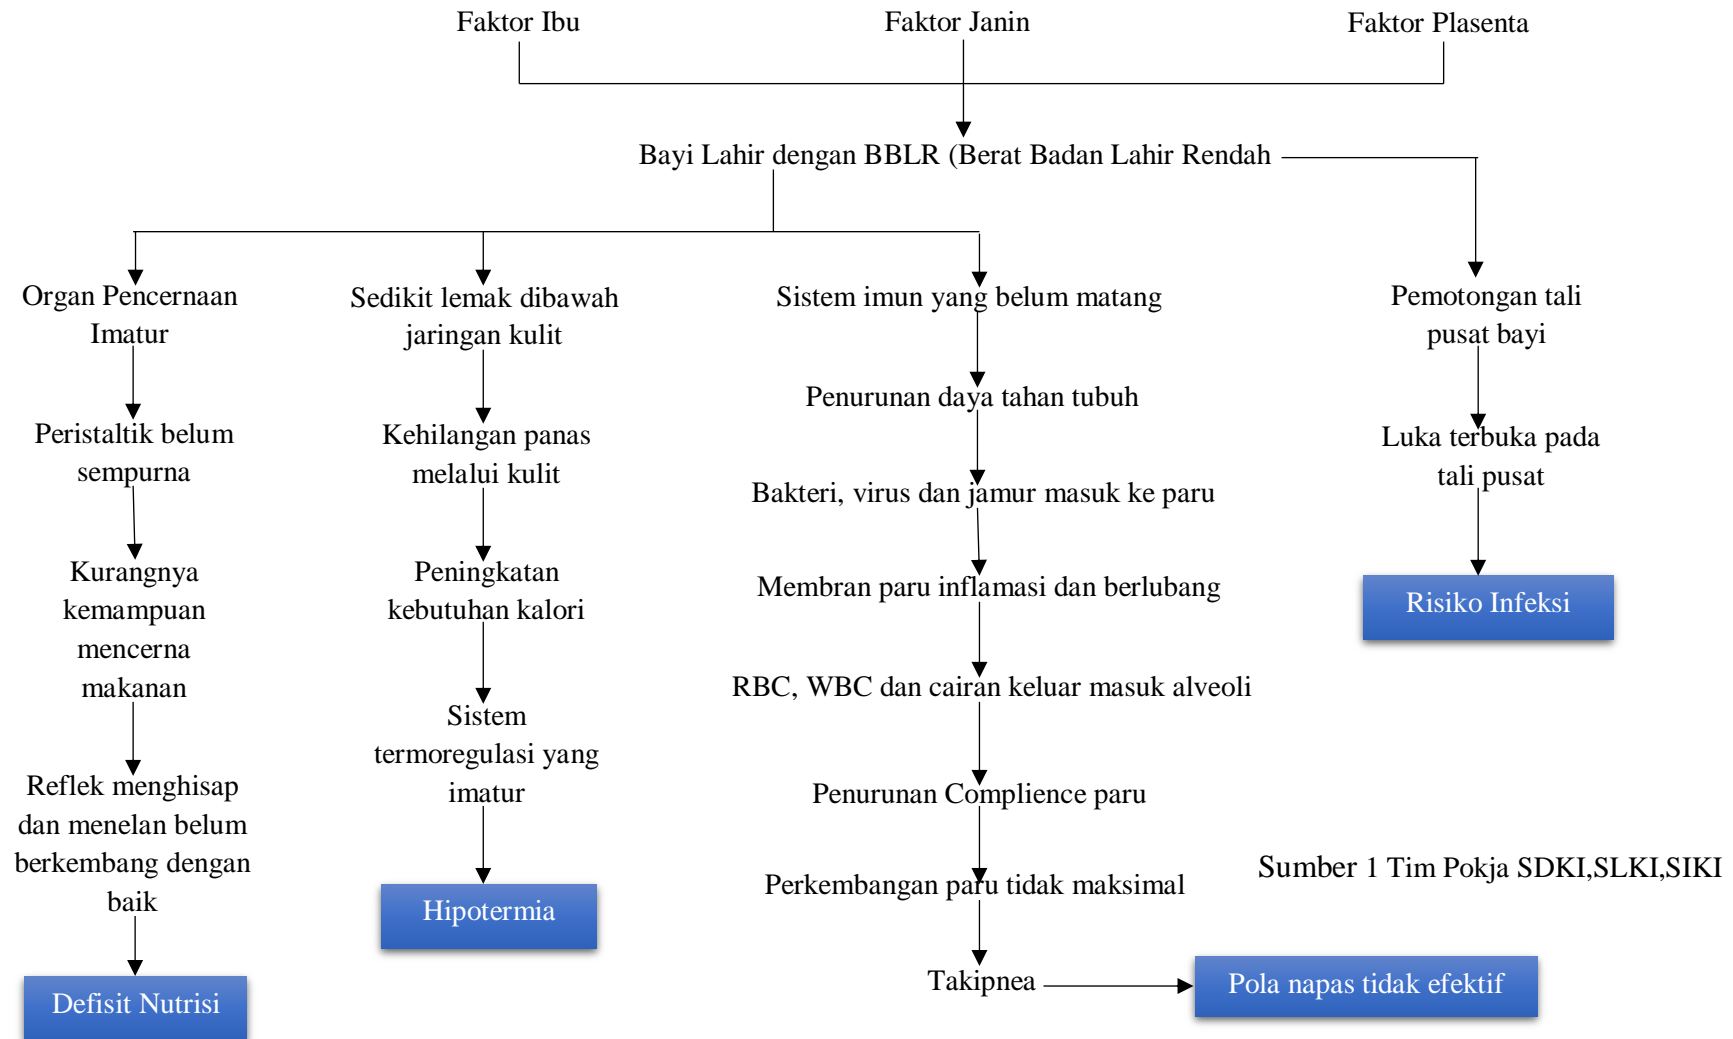 Faktor Ibu
Faktor Janin
Faktor Plasenta
Bayi Lahir dengan BBLR (Berat Badan Lahir Rendah
Organ Pencernaan
Imatur
Peristaltik belum
sempurna
Kurangnya
kemampuan
mencerna
makanan
Reflek menghisap
dan menelan belum
berkembang dengan
baik
Defisit Nutrisi
Sedikit lemak dibawah
jaringan kulit
Kehilangan panas
melalui kulit
Peningkatan
kebutuhan kalori
Sistem
termoregulasi yang
imatur
Hipotermia
Sistem imun yang belum matang
Penurunan daya tahan tubuh
Bakteri, virus dan jamur masuk ke paru
Membran paru inflamasi dan berlubang
RBC, WBC dan cairan keluar masuk alveoli
Penurunan Complience paru
Perkembangan paru tidak maksimal
Takipnea
Pola napas tidak efektif
Pemotongan tali
pusat bayi
Luka terbuka pada
tali pusat
Risiko Infeksi
Sumber 1 Tim Pokja SDKI,SLKI,SIKI